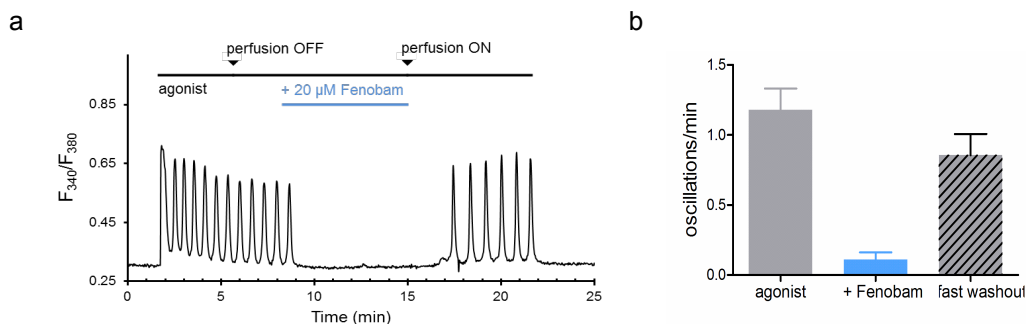 a
perfusion OFF
perfusion ON
agonist
+ 20 µM Fenobam
F340/F380
0.85
0.65
0.45
0.25
0
5
10
15
20
25
Time (min)
b
oscillations/min
1.5
1.0
0.5
0.0
agonist
+ Fenobam
fast washout